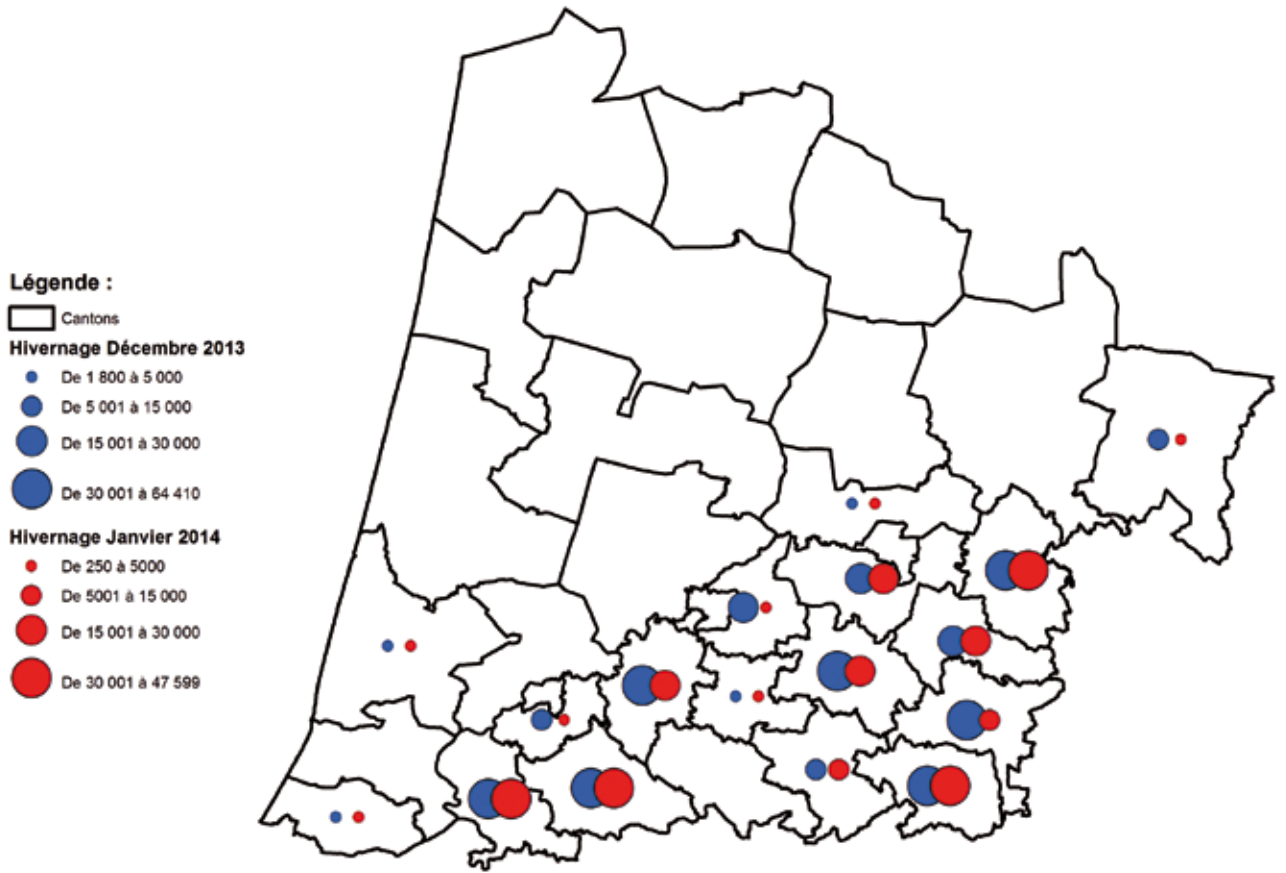 Légende :
Cantons
Hivernage Décembre 2013
De 1 800 à 5 000
De 5 001 à 15 000
De 15 001 à 30 000
De 30 001 à 64 410
Hivernage Janvier 2014
De 250 à 5000
De 5001 à 15 000
De 15 001 à 30 000
De 30 001 à 47 599